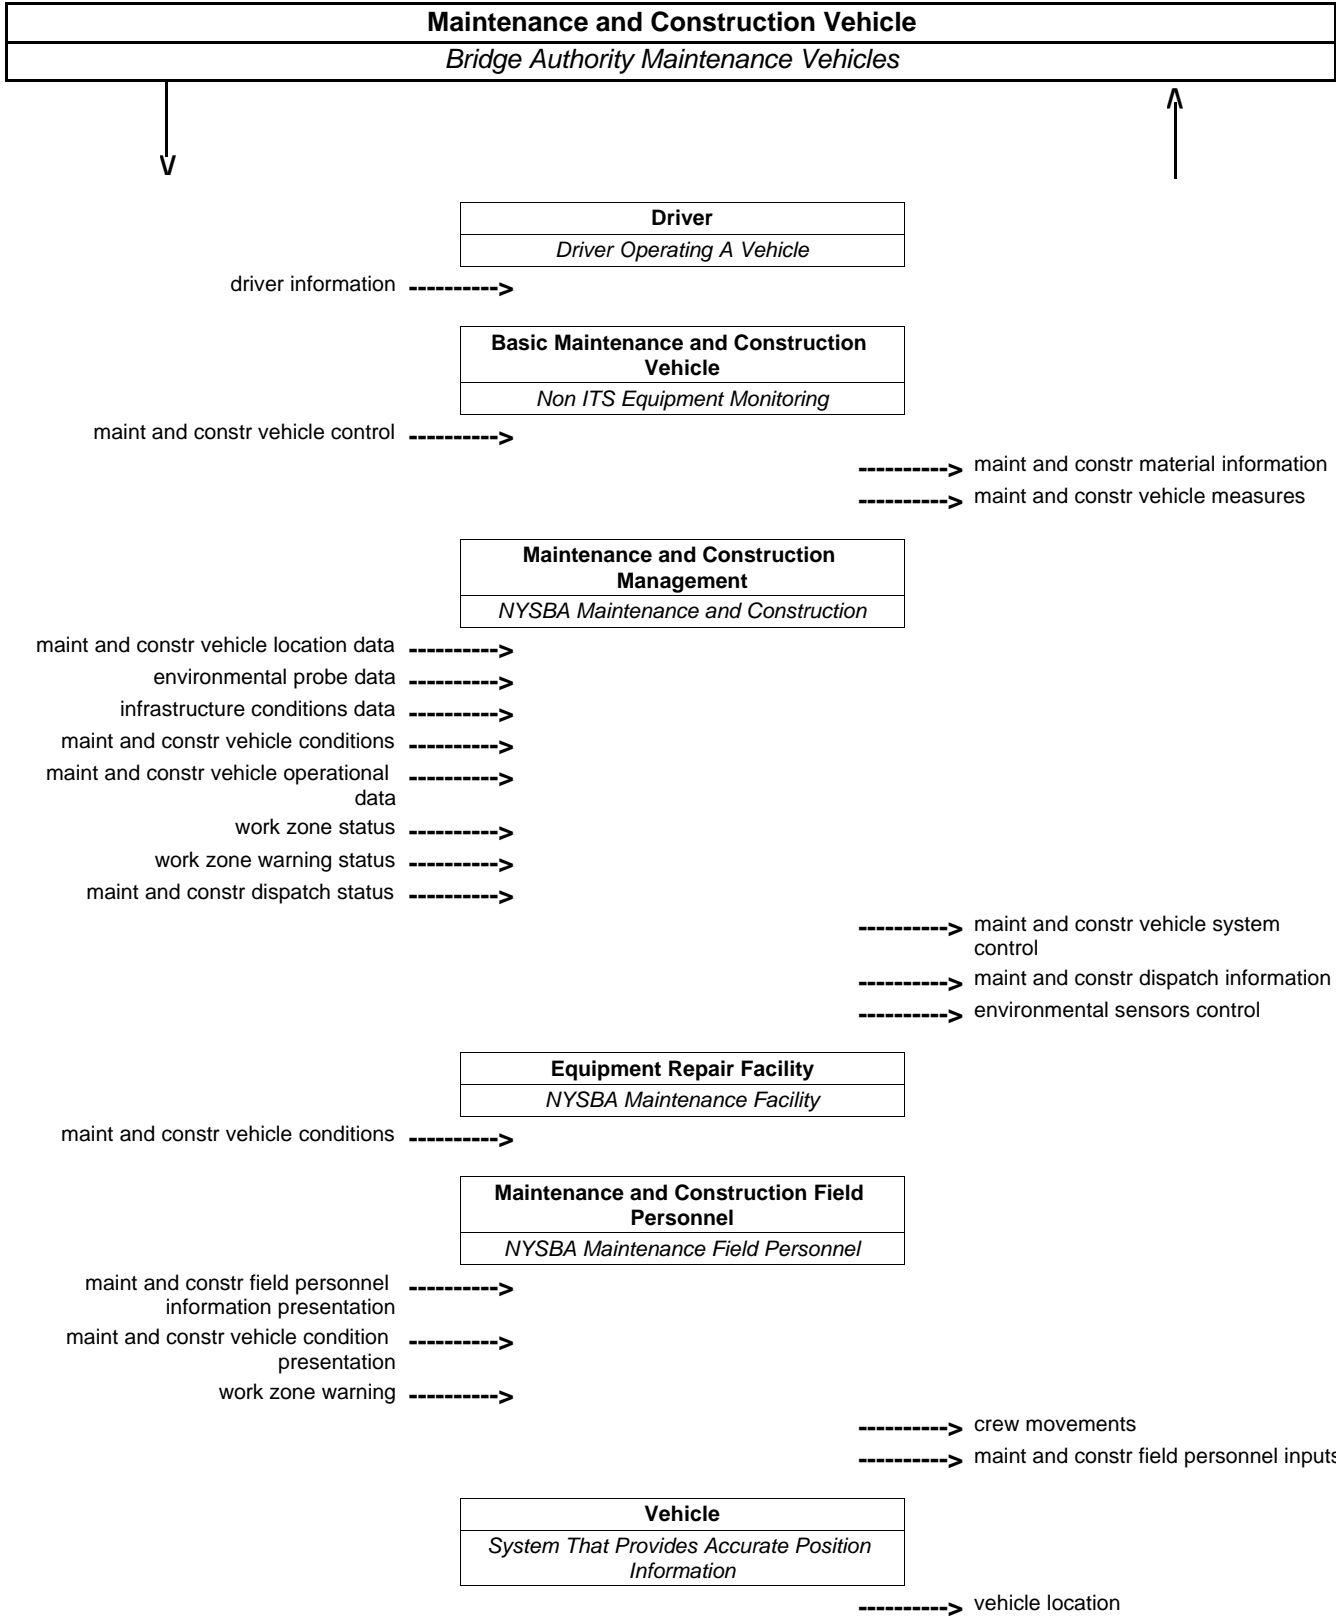 Maintenance and Construction Vehicle
Bridge Authority Maintenance Vehicles
Driver
Driver Operating A Vehicle
driver information
Basic Maintenance and Construction
Vehicle
Non ITS Equipment Monitoring
maint and constr vehicle control
maint and constr material information
maint and constr vehicle measures
Maintenance and Construction
Management
NYSBA Maintenance and Construction
maint and constr vehicle location data
environmental probe data
infrastructure conditions data
maint and constr vehicle conditions
maint and constr vehicle operational
data
work zone status
work zone warning status
maint and constr dispatch status
maint and constr vehicle system
control
maint and constr dispatch information
environmental sensors control
Equipment Repair Facility
NYSBA Maintenance Facility
maint and constr vehicle conditions
Maintenance and Construction Field
Personnel
NYSBA Maintenance Field Personnel
maint and constr field personnel
information presentation
maint and constr vehicle condition
presentation
work zone warning
crew movements
maint and constr field personnel inputs
Vehicle
System That Provides Accurate Position
Information
vehicle location